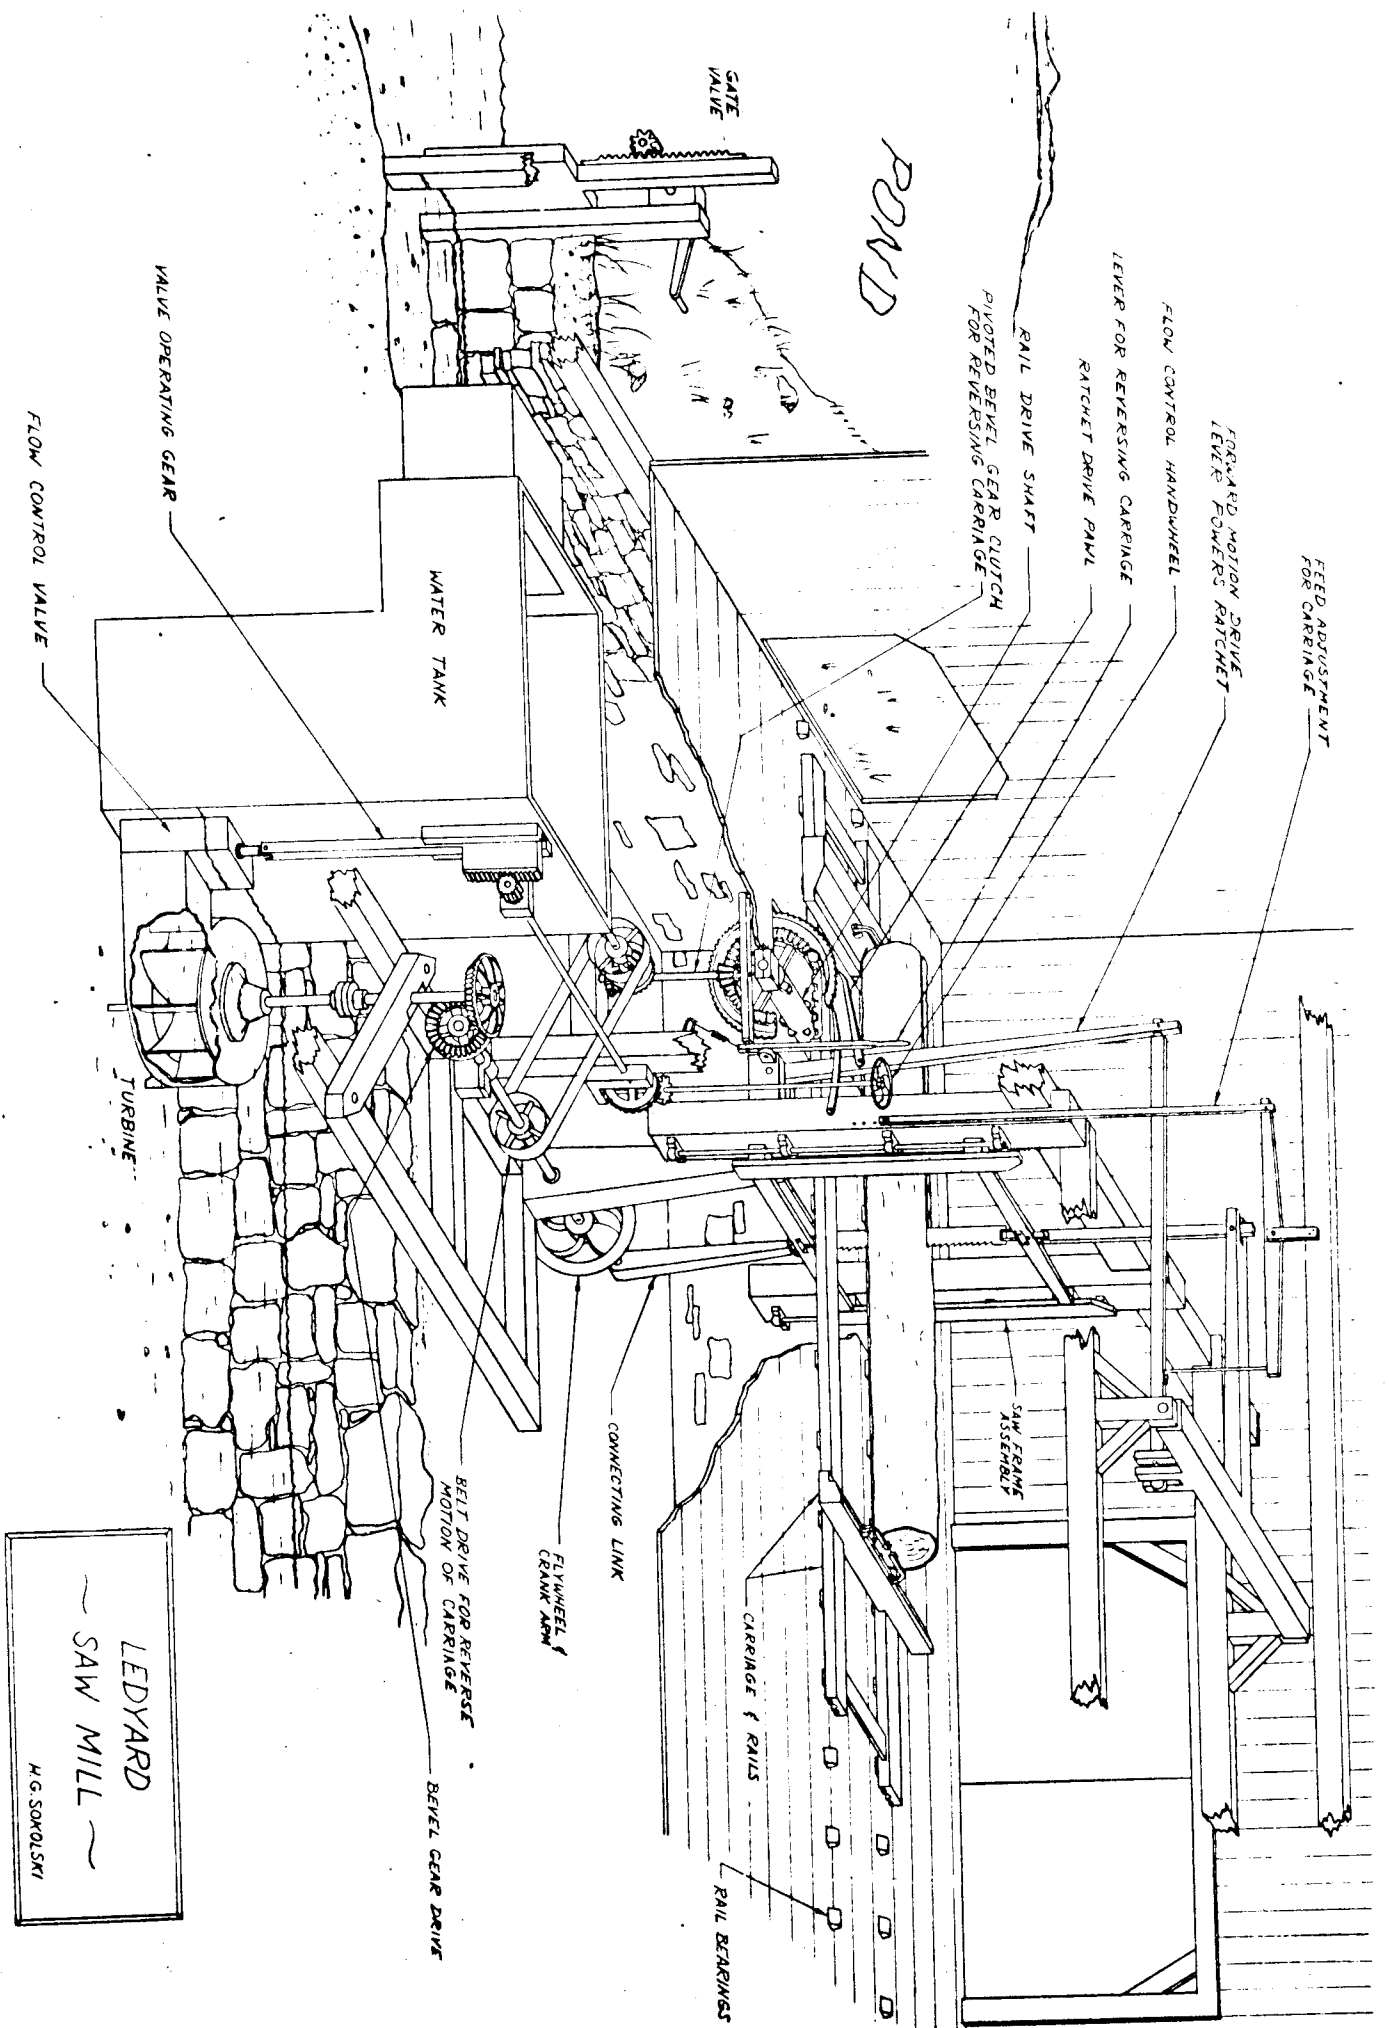 FEED ADJUSTMENT
FOR CARRIAGE
FORWARD MOTION DRIVE
LEVER POWERS RATCHET
FLOW CONTROL HANDWHEEL
LEVER FOR REVERSING CARRIAGE
RATCHET DRIVE PAWL
RAIL DRIVE SHAFT
PIVOTED BEVEL GEAR CLUTCH
FOR REVERSING CARRIAGE
POND
GATE
VALVE
SAW FRAME
ASSEMBLY
CARRIAGE & RAILS
RAIL BEARINGS
CONNECTING LINK
FLYWHEEL &
CRANK ARM
WATER TANK
BELT DRIVE FOR REVERSE
MOTION OF CARRIAGE
BEVEL GEAR DRIVE
VALVE OPERATING GEAR
FLOW CONTROL VALVE
TURBINE
LEDYARD
~ SAW MILL ~
H.G. SOKOLSKI